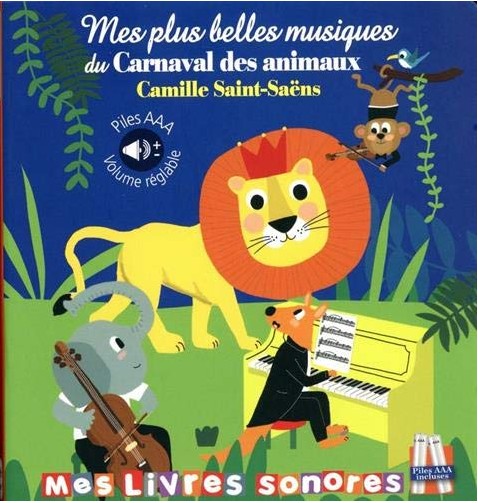 Mes plus belles musiques
du Carnaval des animaux
Camille Saint-Saëns
Piles AAA
+
-
Volume réglable
Mes Livres sonores
Piles AAA
incluses